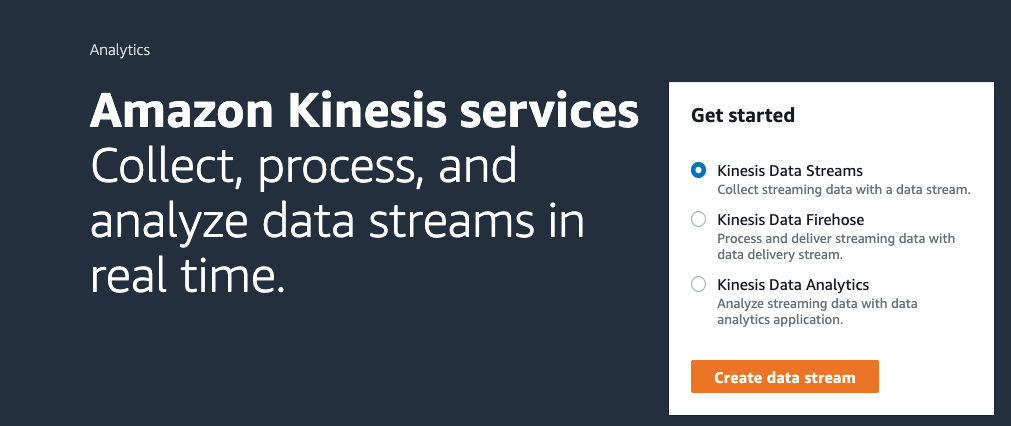 Analytics
Amazon Kinesis services
Collect, process, and
analyze data streams in
real time.
Get started
Kinesis Data Streams
Collect streaming data with a data stream.
Kinesis Data Firehose
Process and deliver streaming data with
data delivery stream.
Kinesis Data Analytics
Analyze streaming data with data
analytics application.
Create data stream